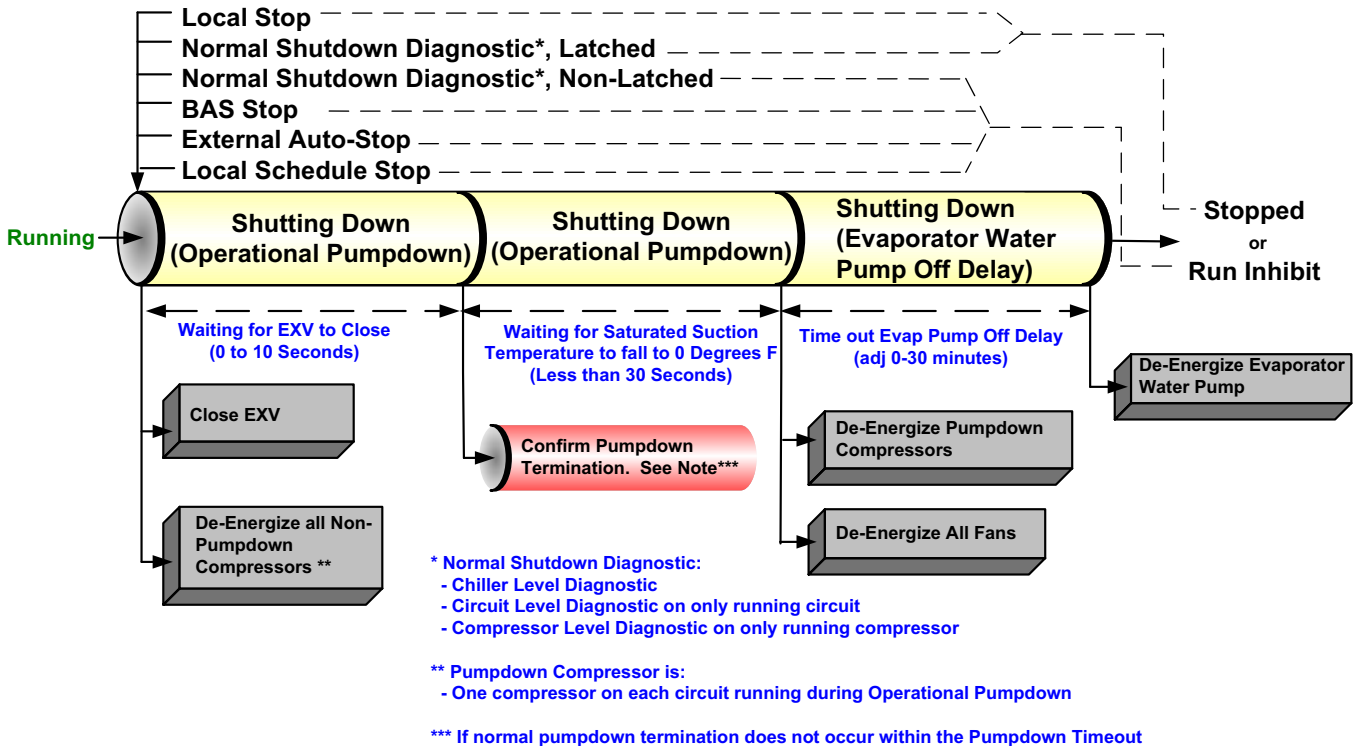 Local Stop
Normal Shutdown Diagnostic*, Latched
Normal Shutdown Diagnostic*, Non-Latched
BAS Stop
External Auto-Stop
Local Schedule Stop
Running
Shutting Down
(Operational Pumpdown)
Shutting Down
(Operational Pumpdown)
Shutting Down
(Evaporator Water
Pump Off Delay)
Stopped
or
Run Inhibit
Waiting for EXV to Close
(0 to 10 Seconds)
Waiting for Saturated Suction
Temperature to fall to 0 Degrees F
(Less than 30 Seconds)
Time out Evap Pump Off Delay
(adj 0-30 minutes)
De-Energize Evaporator
Water Pump
Close EXV
Confirm Pumpdown
Termination. See Note***
De-Energize Pumpdown
Compressors
De-Energize all Non-
Pumpdown
Compressors **
De-Energize All Fans
* Normal Shutdown Diagnostic:
- Chiller Level Diagnostic
- Circuit Level Diagnostic on only running circuit
- Compressor Level Diagnostic on only running compressor
** Pumpdown Compressor is:
- One compressor on each circuit running during Operational Pumpdown
*** If normal pumpdown termination does not occur within the Pumpdown Timeout